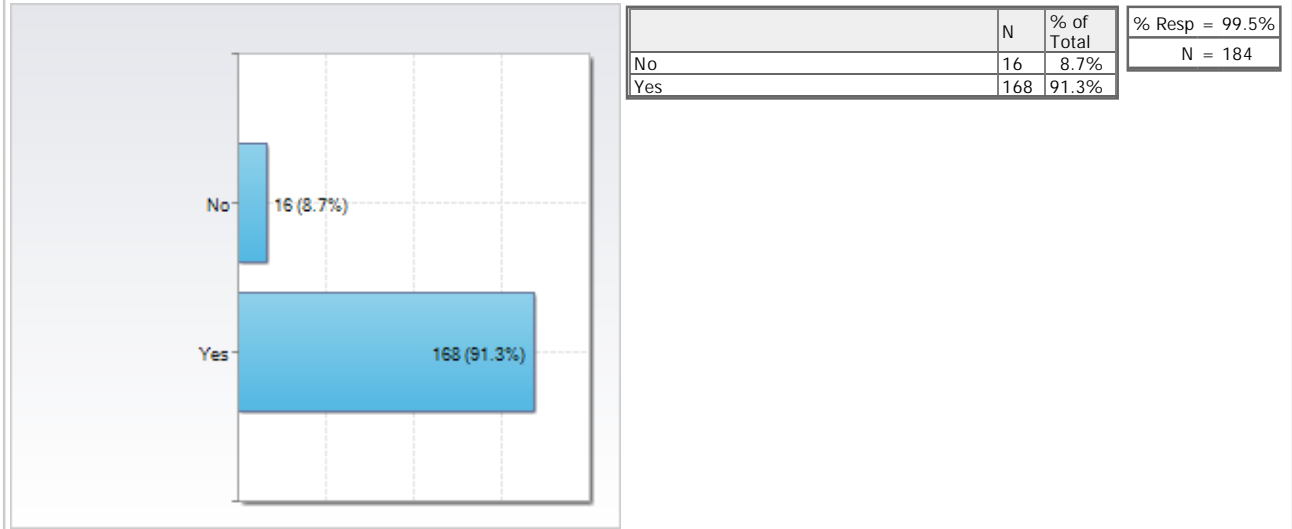 No
16 (8.7%)
Yes
168 (91.3%)
N % of Total
No 16 8.7%
Yes 168 91.3%
% Resp = 99.5%
N = 184